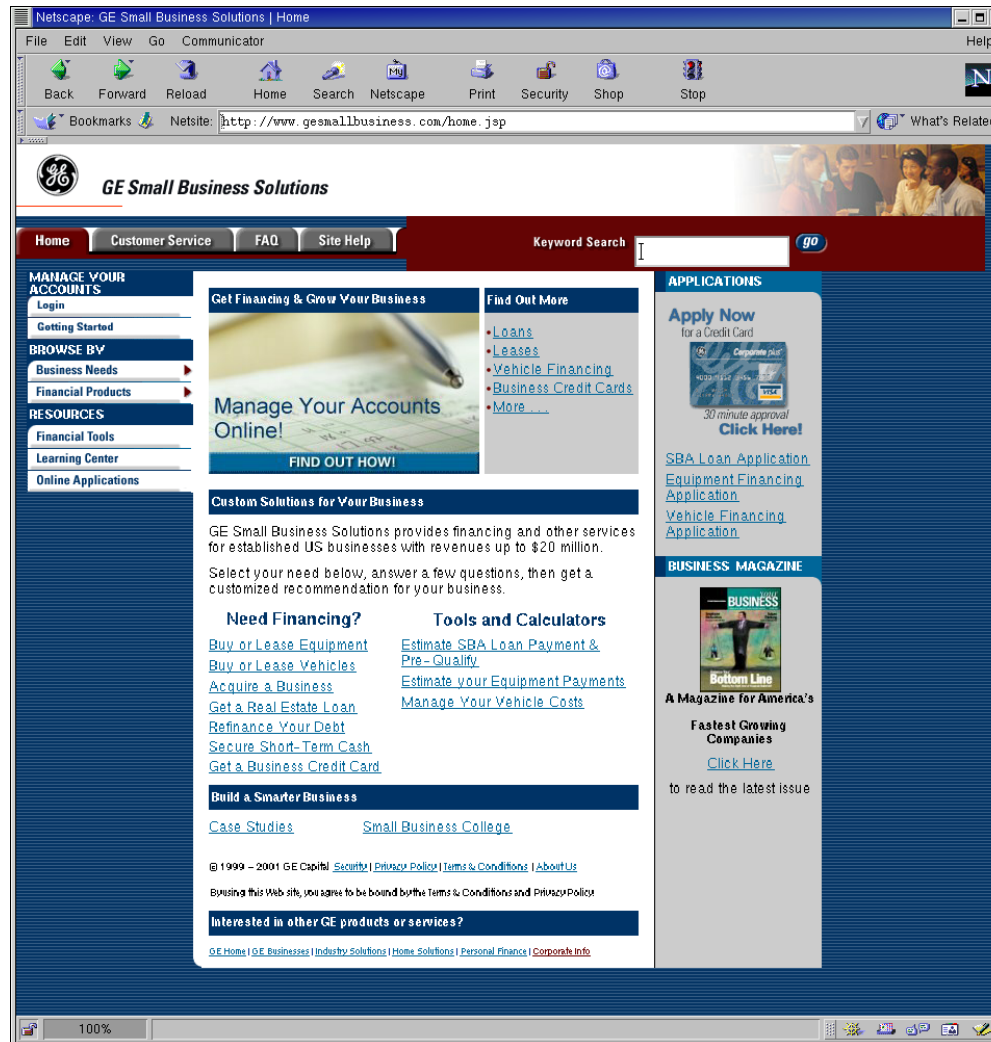 Netscape: GE Small Business Solutions | Home
File Edit View Go Communicator Help
Back Forward Reload Home Search Netscape Print Security Shop Stop
My
N
Bookmarks Netsite: http://www.gesmallbusiness.com/home.jsp What's Related
GE Small Business Solutions
Home Customer Service FAQ Site Help Keyword Search go
MANAGE YOUR
ACCOUNTS
Login
Getting Started
BROWSE BY
Business Needs
Financial Products
RESOURCES
Financial Tools
Learning Center
Online Applications
Get Financing & Grow Your Business
Manage Your Accounts
Online!
FIND OUT HOW!
Find Out More
•Loans
•Leases
•Vehicle Financing
•Business Credit Cards
•More ...
Custom Solutions for Your Business
GE Small Business Solutions provides financing and other services
for established US businesses with revenues up to $20 million.
Select your need below, answer a few questions, then get a
customized recommendation for your business.
Need Financing?
Buy or Lease Equipment
Buy or Lease Vehicles
Acquire a Business
Get a Real Estate Loan
Refinance Your Debt
Secure Short-Term Cash
Get a Business Credit Card
Tools and Calculators
Estimate SBA Loan Payment &
Pre-Qualify
Estimate your Equipment Payments
Manage Your Vehicle Costs
Build a Smarter Business
Case Studies Small Business College
© 1999 - 2001 GE Capital Security | Privacy Policy | Terms & Conditions | About Us
By using this Web site, you agree to be bound by the Terms & Conditions and Privacy Policy
Interested in other GE products or services?
GE Home | GE Businesses | Industry Solutions | Home Solutions | Personal Finance | Corporate Info
APPLICATIONS
Apply Now
for a Credit Card
Corporate plus
VISA
30 minute approval
Click Here!
SBA Loan Application
Equipment Financing
Application
Vehicle Financing
Application
BUSINESS MAGAZINE
BUSINESS
Bottom Line
A Magazine for America's
Fastest Growing
Companies
Click Here
to read the latest issue
100%